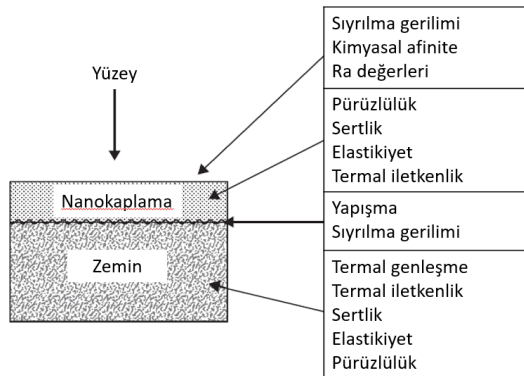 Yüzey
Nanokaplama
Zemin
Sıyrılma gerilimi
Kimyasal afinite
Ra değerleri
Pürüzlülük
Sertlik
Elastikiyet
Termal iletkenlik
Yapışma
Sıyrılma gerilimi
Termal genleşme
Termal iletkenlik
Sertlik
Elastikiyet
Pürüzlülük